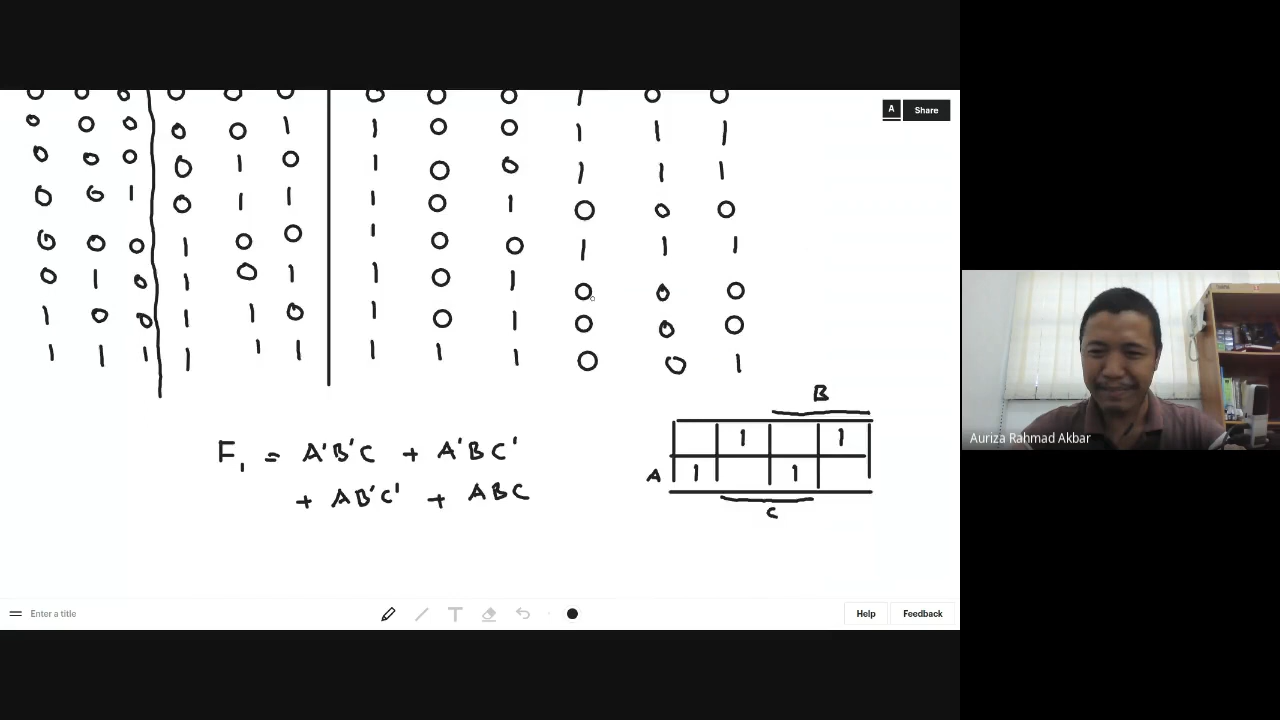 0 0 0 0 0 0 0 0 0 1 0 0
0 0 0 0 0 1 1 0 0 1 1 1
0 0 0 0 1 0 1 0 0 1 1 1
0 0 1 0 1 1 1 0 1 0 0 0
0 0 0 1 0 0 1 0 0 1 1 1
0 1 0 1 0 1 1 0 1 0 0 0
1 0 0 1 1 0 1 0 1 0 0 0
1 1 1 1 1 1 1 1 1 0 0 1
A Share
B
1 1
A 1 1
C
F₁ = A'B'C + A'BC'
+ AB'C' + ABC
Auriza Rahmad Akbar
Enter a title
T
Help Feedback